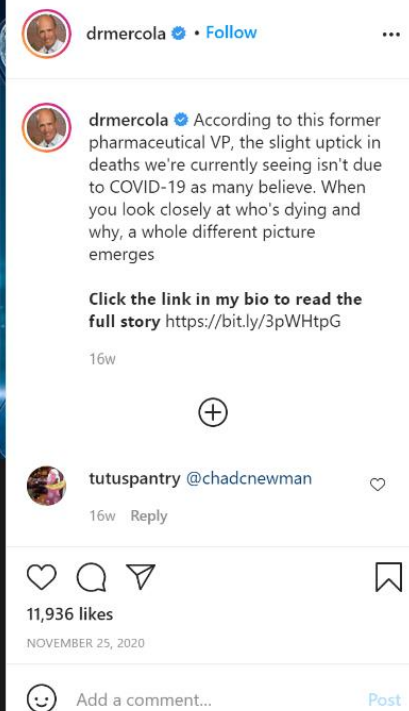 drmercola • Follow
drmercola According to this former
pharmaceutical VP, the slight uptick in
deaths we're currently seeing isn't due
to COVID-19 as many believe. When
you look closely at who's dying and
why, a whole different picture
emerges
Click the link in my bio to read the
full story https://bit.ly/3pWHtpG
16w
tutuspantry @chadcnewman
16w Reply
11,936 likes
NOVEMBER 25, 2020
Add a comment... Post